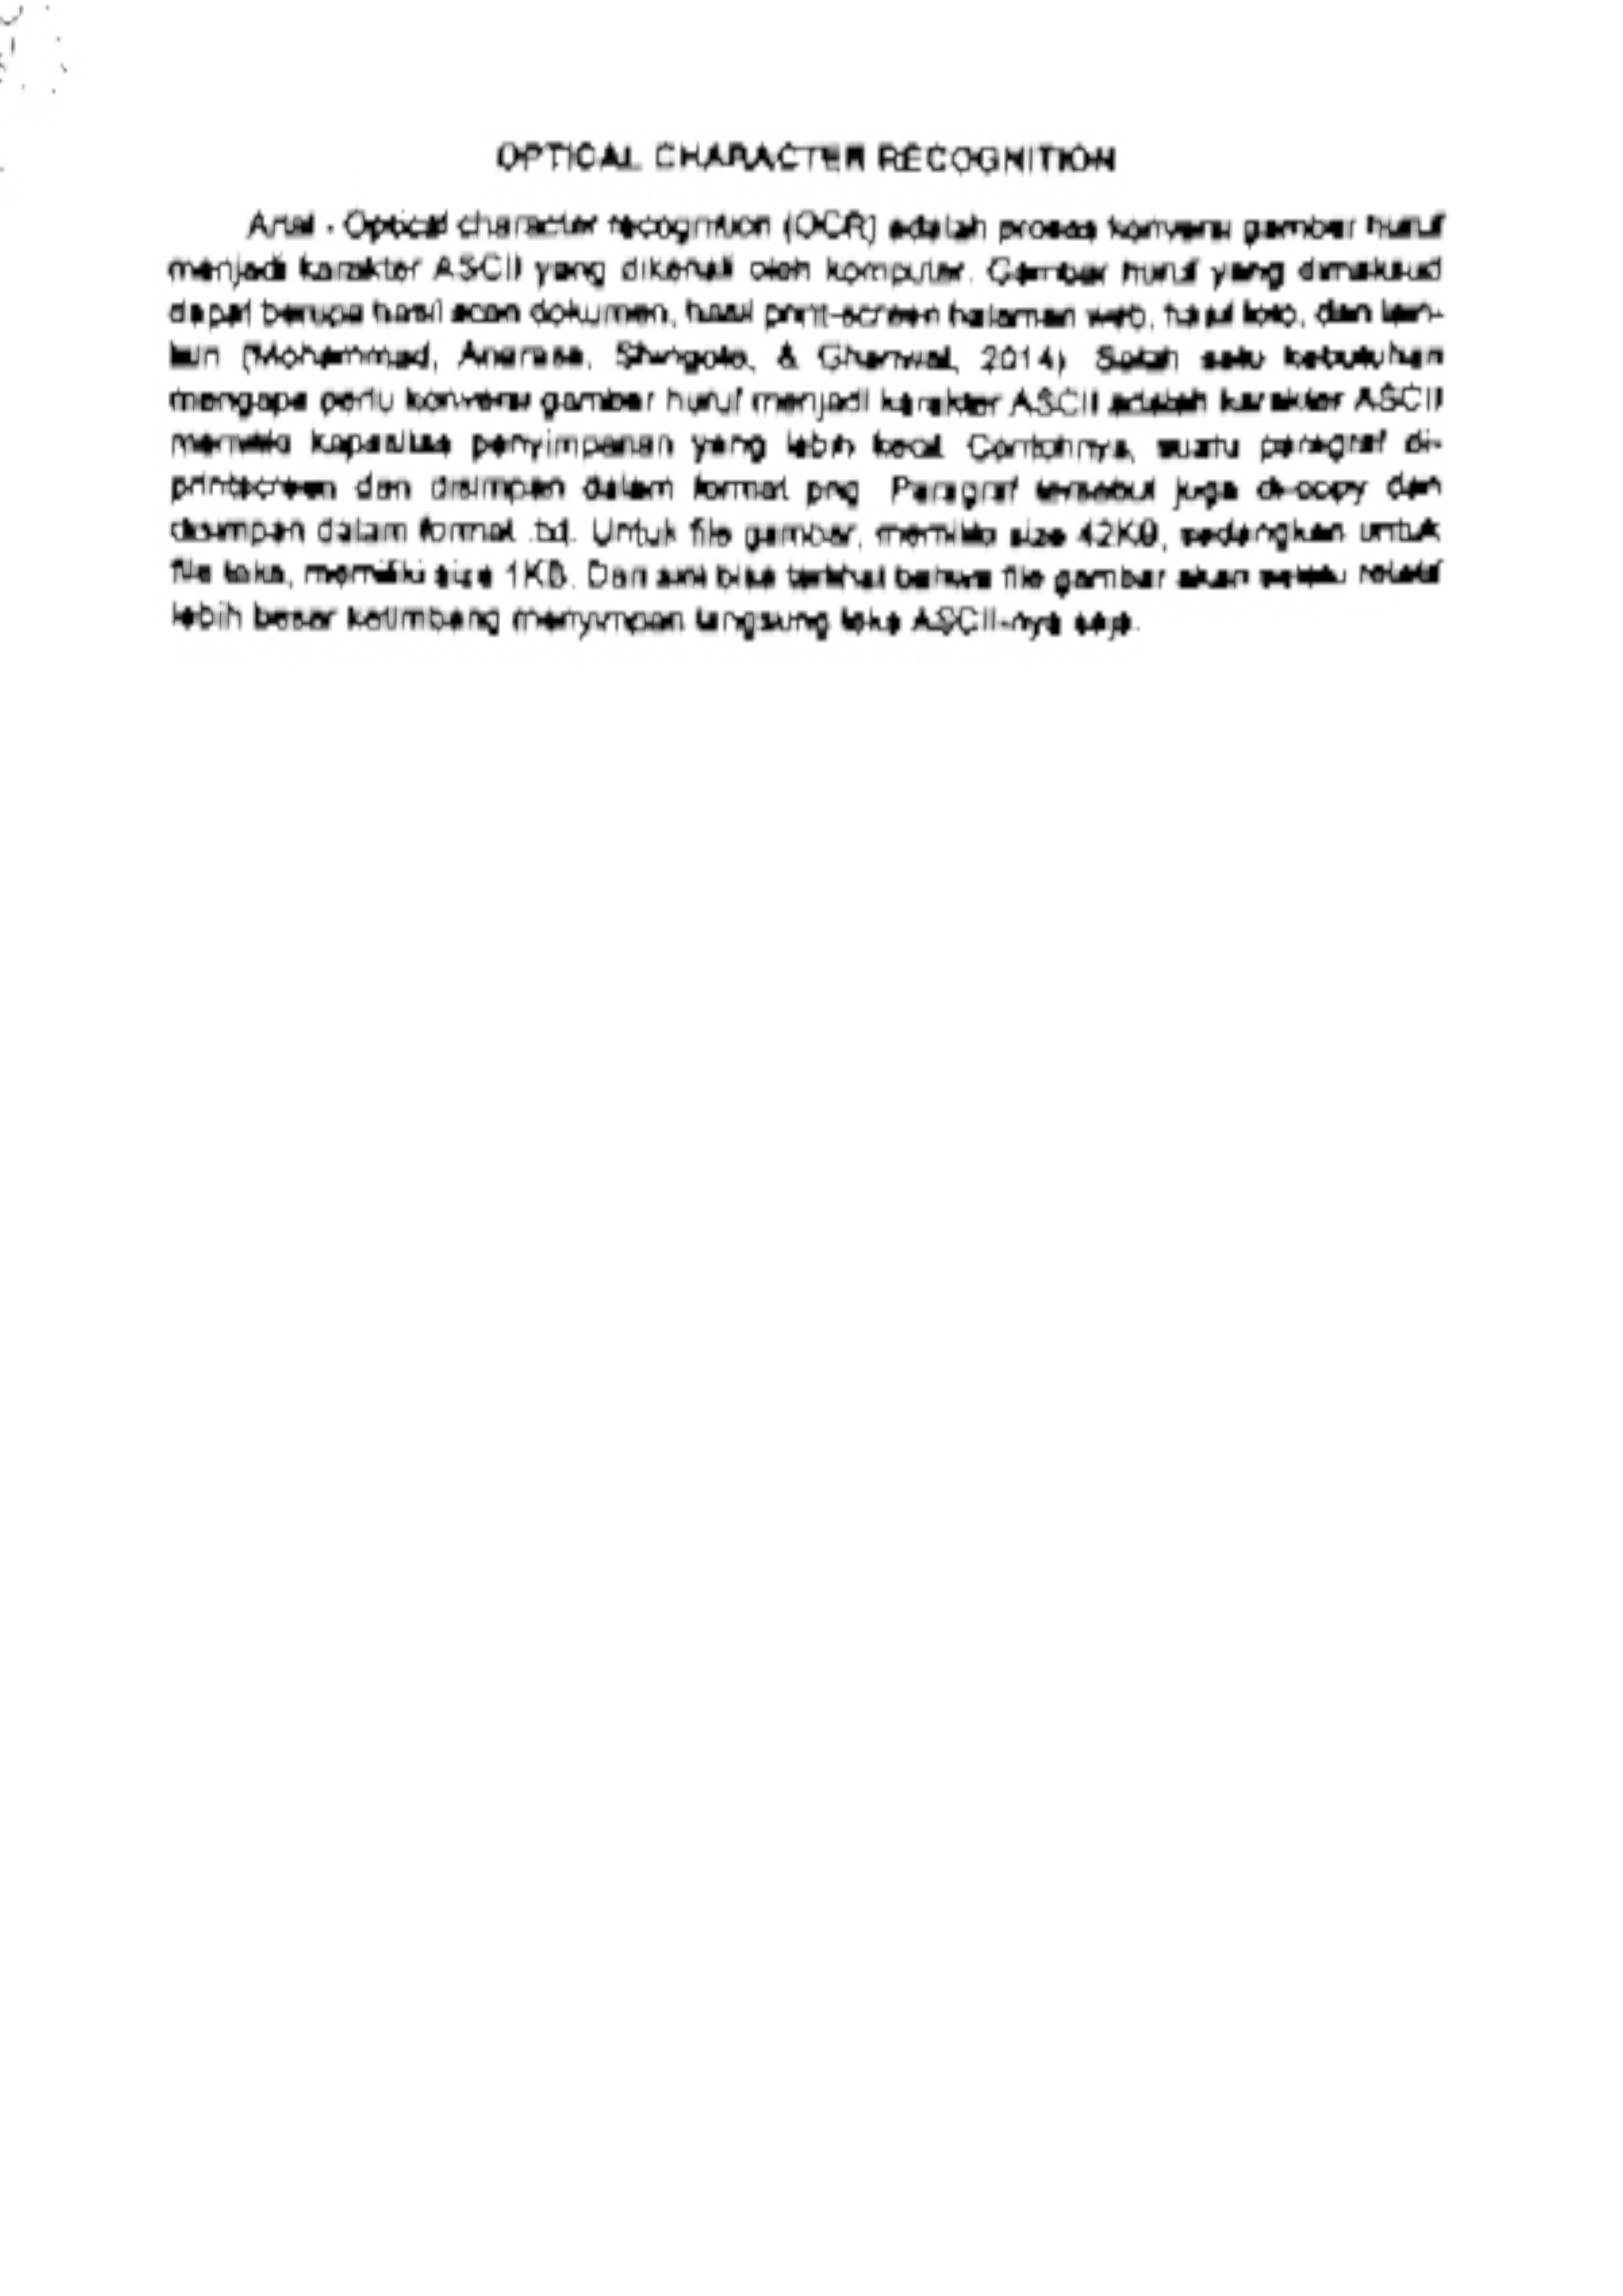 OPTICAL CHARACTER RECOGNITION
Arial - Optical character recognition (OCR) adalah proses konversi gambar huruf
menjadi karakter ASCII yang dikenali oleh komputer. Gambar huruf yang dimaksud
dapat berupa hasil scan dokumen, hasil print-screen halaman web, hasil foto, dan lain-
lain (Mohammad, Anarase, Shingote, & Ghanwat, 2014). Salah satu kebutuhan
mengapa perlu konversi gambar huruf menjadi karakter ASCII adalah karakter ASCII
memiliki kapasitas penyimpanan yang lebih kecil. Contohnya, suatu paragraf di-
printscreen dan disimpan dalam format png. Paragraf tersebut juga di-copy dan
disimpan dalam format .txt. Untuk file gambar, memiliki size 42KB, sedangkan untuk
file teks, memiliki size 1KB. Dari sini bisa terlihat bahwa file gambar akan selalu relatif
lebih besar ketimbang menyimpan langsung teks ASCII-nya saja.